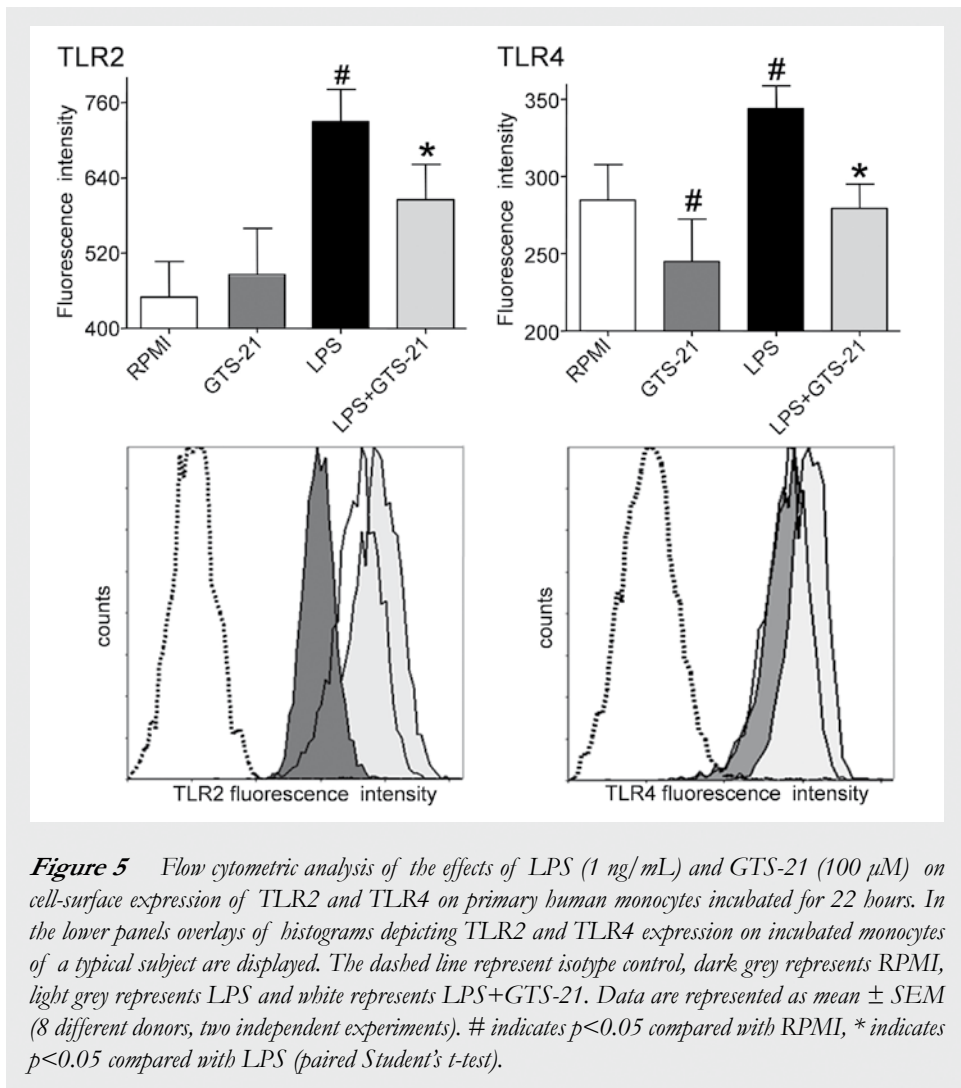 TLR2
Fluorescence intensity
760
640
520
400
#
*
RPMI
GTS-21
LPS
LPS+GTS-21
TLR4
Fluorescence intensity
350
300
250
200
#
#
*
RPMI
GTS-21
LPS
LPS+GTS-21
counts
TLR2 fluorescence intensity
counts
TLR4 fluorescence intensity
Figure 5 Flow cytometric analysis of the effects of LPS (1 ng/mL) and GTS-21 (100 µM) on
cell-surface expression of TLR2 and TLR4 on primary human monocytes incubated for 22 hours. In
the lower panels overlays of histograms depicting TLR2 and TLR4 expression on incubated monocytes
of a typical subject are displayed. The dashed line represent isotype control, dark grey represents RPMI,
light grey represents LPS and white represents LPS+GTS-21. Data are represented as mean ± SEM
(8 different donors, two independent experiments). # indicates p<0.05 compared with RPMI, * indicates
p<0.05 compared with LPS (paired Student's t-test).